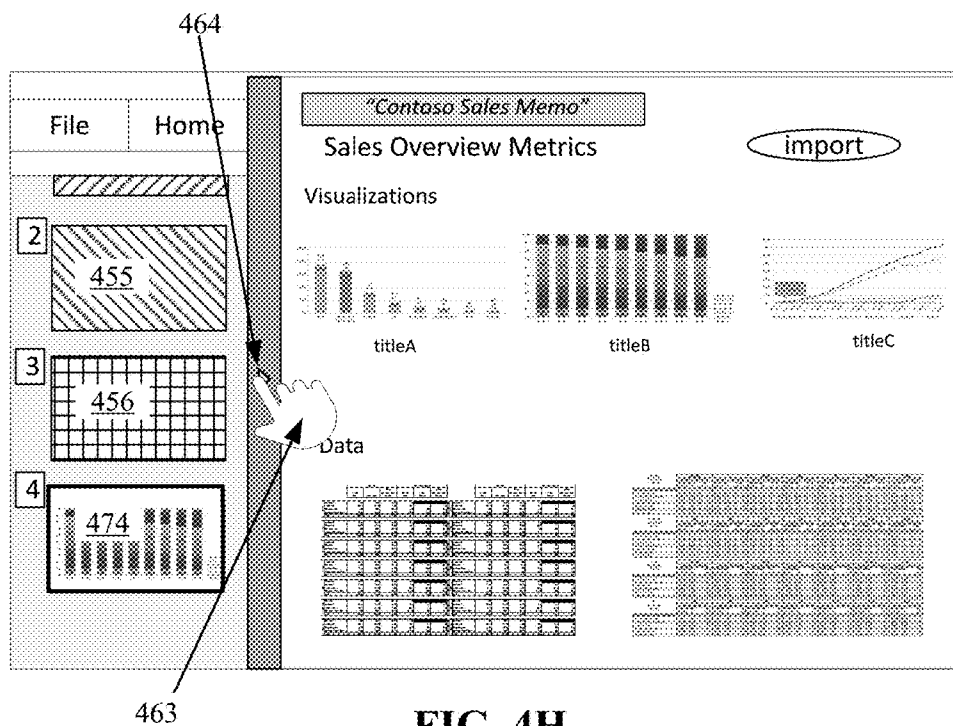 464
File Home
"Contoso Sales Memo"
Sales Overview Metrics
import
Visualizations
2
455
titleA
titleB
titleC
3
456
Data
4
474
463
FIG. 4H